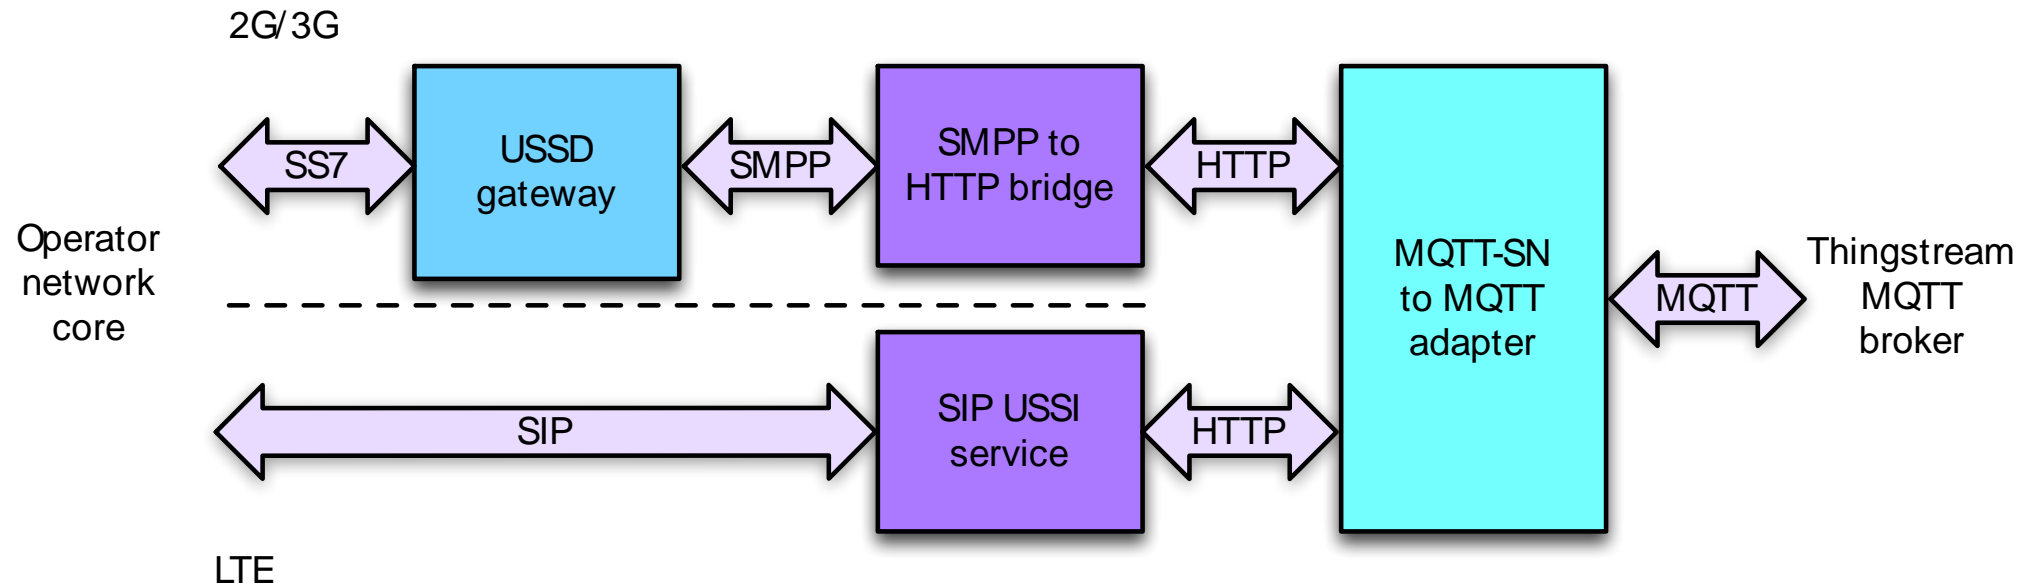 2G/3G
SS7
USSD
gateway
SMPP
SMPP to
HTTP bridge
HTTP
Operator
network
core
MQTT-SN
to MQTT
adapter
MQTT
Thingstream
MQTT
broker
SIP
SIP USSI
service
HTTP
LTE